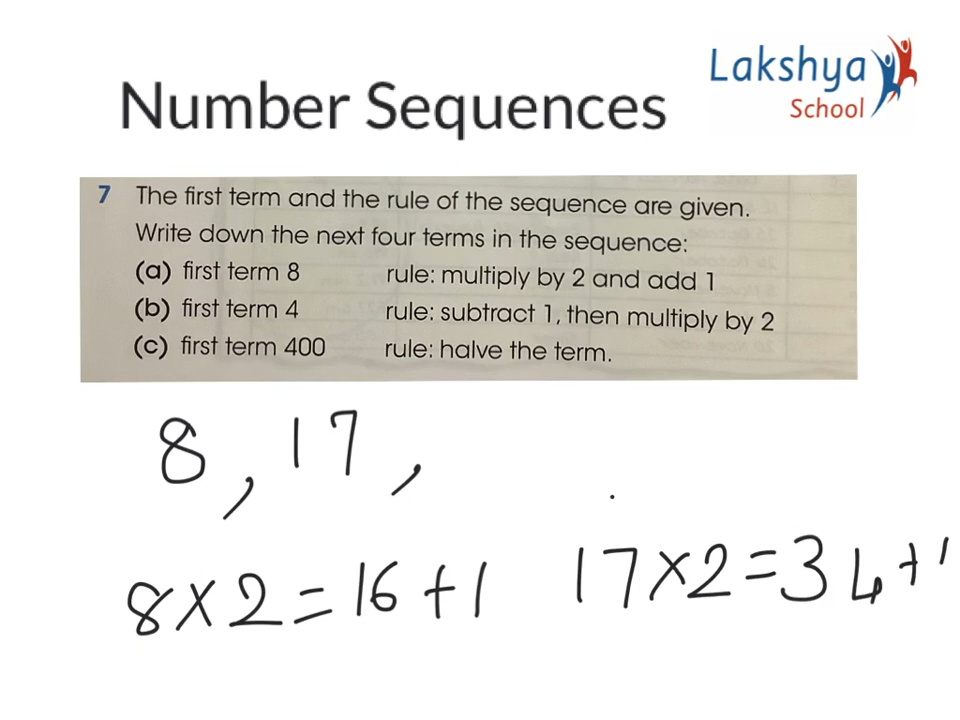 Lakshya
School
Number Sequences
7 The first term and the rule of the sequence are given.
Write down the next four terms in the sequence:
(a) first term 8 rule: multiply by 2 and add 1
(b) first term 4 rule: subtract 1, then multiply by 2
(c) first term 400 rule: halve the term.
8, 17,
8×2=16+1 17×2=34+1